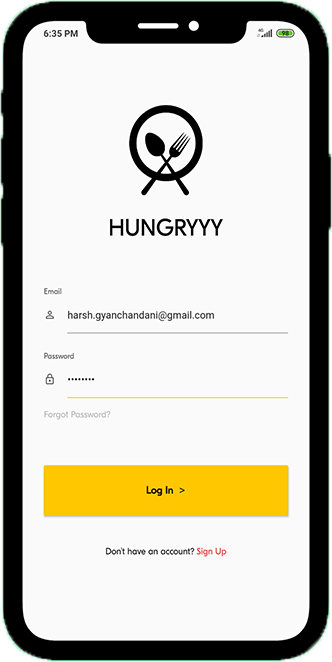 6:35 PM 4G 98
HUNGRYYY
Email
harsh.gyanchandani@gmail.com
Password
••••••••
Forgot Password?
Log In >
Don't have an account? Sign Up